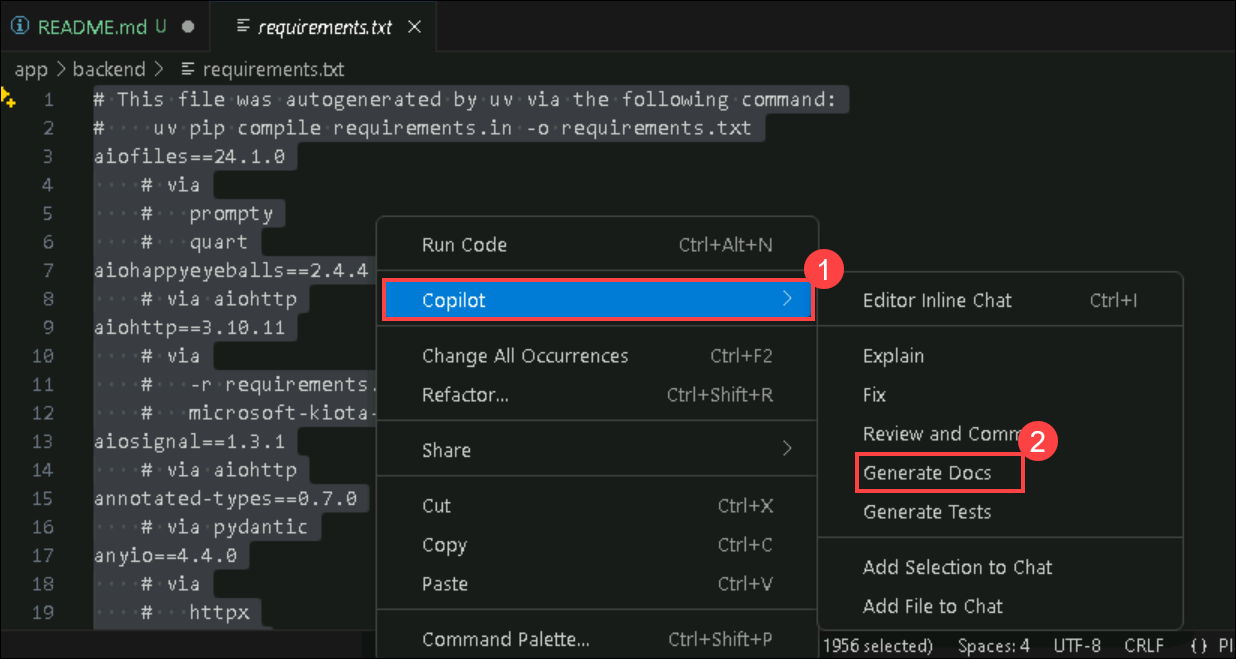 README.md U
requirements.txt
app > backend > requirements.txt
1 # This file was autogenerated by uv via the following command:
2 #    uv pip compile requirements.in -o requirements.txt
3 aiofiles==24.1.0
4     # via
5     #   prompty
6     #   quart
7 aiohappyeyeballs==2.4.4
8     # via aiohttp
9 aiohttp==3.10.11
10     # via
11     #   -r requirements.
12     #   microsoft-kiota-
13 aiosignal==1.3.1
14     # via aiohttp
15 annotated-types==0.7.0
16     # via pydantic
17 anyio==4.4.0
18     # via
19     #   httpx
Run Code Ctrl+Alt+N
1
Copilot
Change All Occurrences Ctrl+F2
Refactor... Ctrl+Shift+R
Share
Cut Ctrl+X
Copy Ctrl+C
Paste Ctrl+V
Command Palette... Ctrl+Shift+P
Editor Inline Chat Ctrl+I
Explain
Fix
Review and Comm
2
Generate Docs
Generate Tests
Add Selection to Chat
Add File to Chat
1956 selected) Spaces: 4 UTF-8 CRLF {} Pl